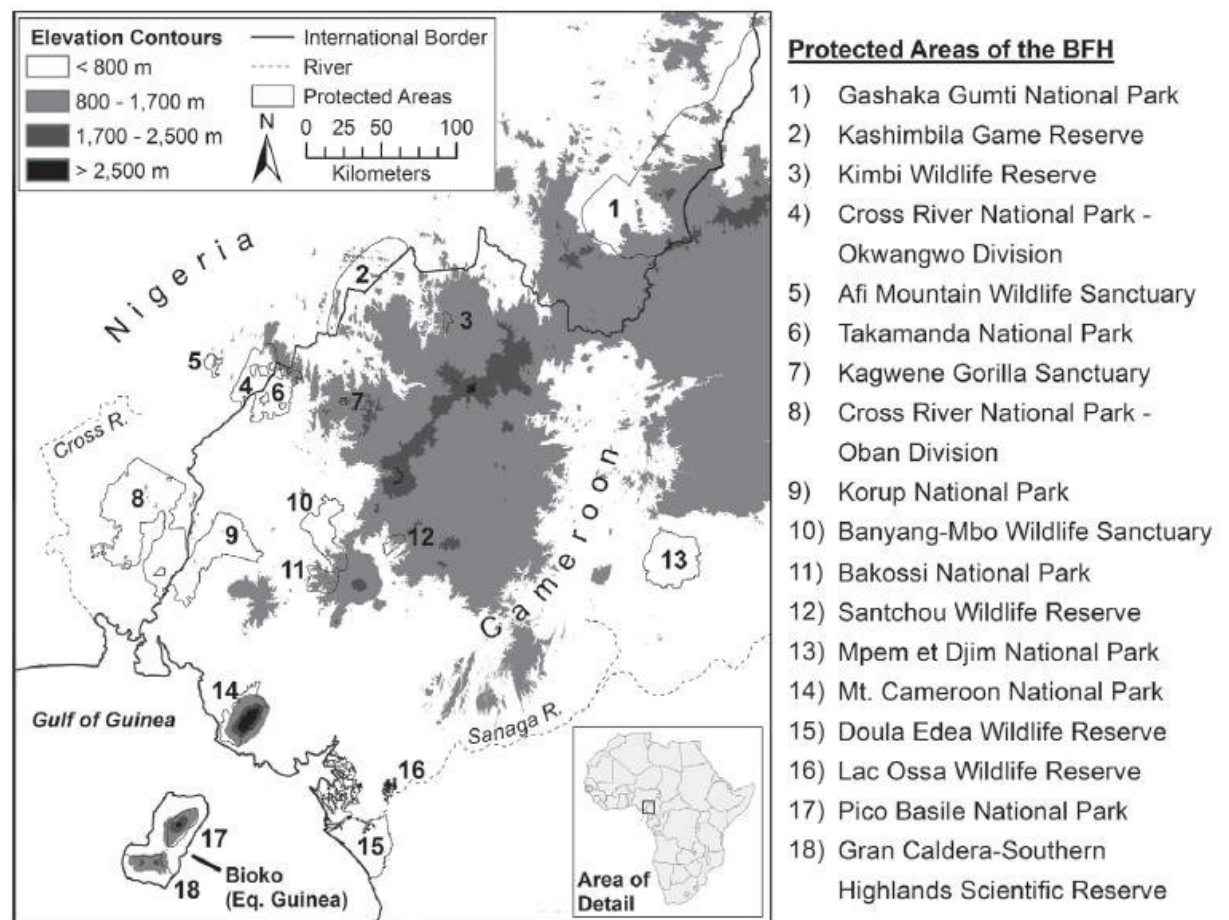 Elevation Contours
< 800 m
800 - 1,700 m
1,700 - 2,500 m
> 2,500 m
International Border
River
Protected Areas
N
0 25 50 100
Kilometers
Nigeria
Cameroon
Cross R.
Sanaga R.
Gulf of Guinea
Bioko
(Eq. Guinea)
1
2
3
4
5
6
7
8
9
10
11
12
13
14
15
16
17
18
Area of
Detail
Protected Areas of the BFH
1) Gashaka Gumti National Park
2) Kashimbila Game Reserve
3) Kimbi Wildlife Reserve
4) Cross River National Park -
Okwangwo Division
5) Afi Mountain Wildlife Sanctuary
6) Takamanda National Park
7) Kagwene Gorilla Sanctuary
8) Cross River National Park -
Oban Division
9) Korup National Park
10) Banyang-Mbo Wildlife Sanctuary
11) Bakossi National Park
12) Santchou Wildlife Reserve
13) Mpem et Djim National Park
14) Mt. Cameroon National Park
15) Doula Edea Wildlife Reserve
16) Lac Ossa Wildlife Reserve
17) Pico Basile National Park
18) Gran Caldera-Southern
Highlands Scientific Reserve